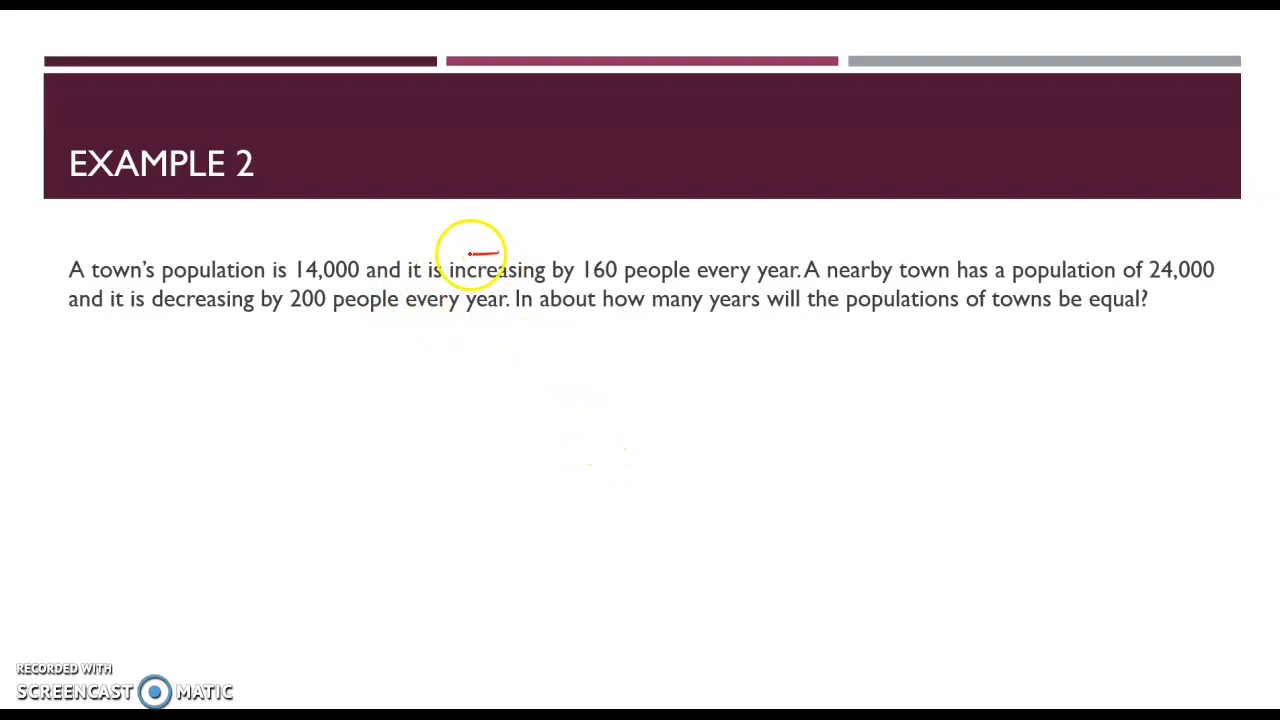 EXAMPLE 2
A town's population is 14,000 and it is increasing by 160 people every year. A nearby town has a population of 24,000
and it is decreasing by 200 people every year. In about how many years will the populations of towns be equal?
RECORDED WITH
SCREENCAST MATIC